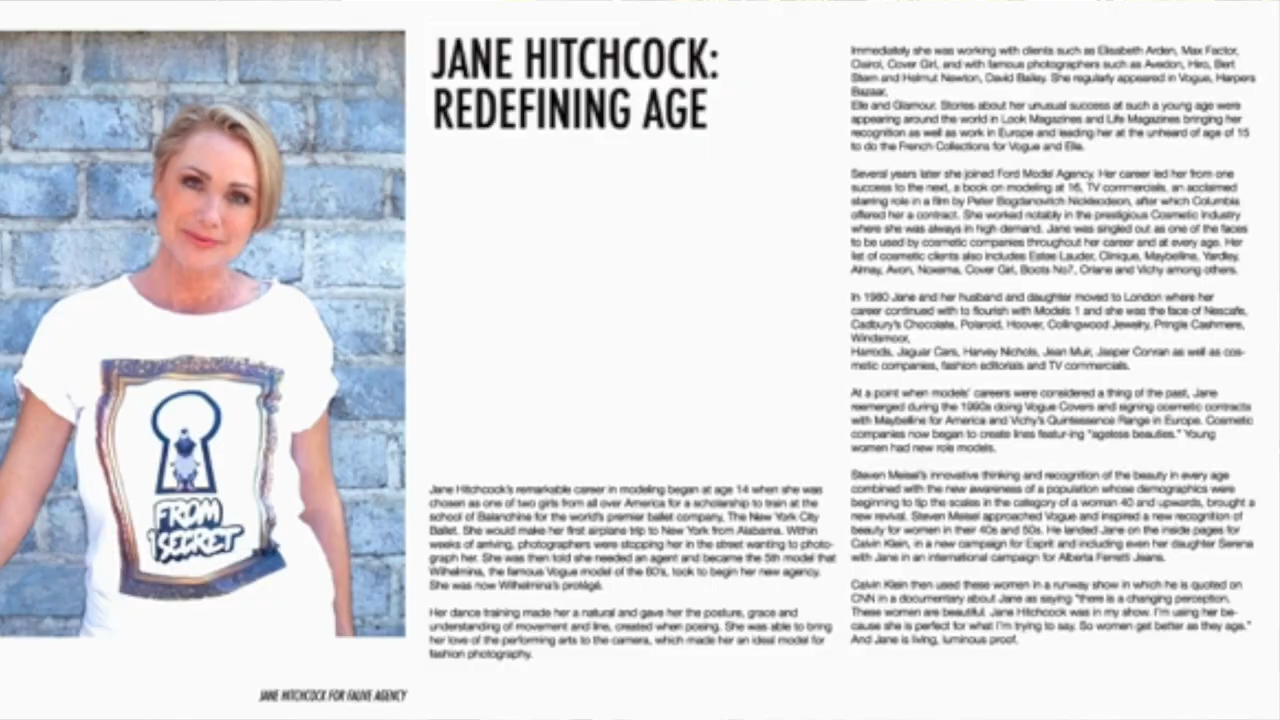 JANE HITCHCOCK:
REDEFINING AGE
FROM
1SECRET
JANE HITCHCOCK FOR FAUVE AGENCY
Jane Hitchcock's remarkable career in modeling began at age 14 when she was
chosen as one of two girls from all over America for a scholarship to train at the
school of Balanchine for the world's premier ballet company, The New York City
Ballet. She would make her first airplane trip to New York from Alabama. Within
weeks of arriving, photographers were stopping her in the street wanting to photo-
graph her. She was then told she needed an agent and became the 5th model that
Wilhelmina, the famous Vogue model of the 60's, took to begin her new agency.
She was now Wilhelmina's protégé.
Her dance training made her a natural and gave her the posture, grace and
understanding of movement and line, created when posing. She was able to bring
her love of the performing arts to the camera, which made her an ideal model for
fashion photography.
Immediately she was working with clients such as Elisabeth Arden, Max Factor,
Clairol, Cover Girl, and with famous photographers such as Avedon, Hiro, Bert
Stern and Helmut Newton, David Bailey. She regularly appeared in Vogue, Harpers
Bazaar,
Elle and Glamour. Stories about her unusual success at such a young age were
appearing around the world in Look Magazines and Life Magazines bringing her
recognition as well as work in Europe and leading her at the unheard of age of 15
to do the French Collections for Vogue and Elle.
Several years later she joined Ford Model Agency. Her career led her from one
success to the next, a book on modeling at 16, TV commercials, an acclaimed
starring role in a film by Peter Bogdanovitch Nickleodeon, after which Columbia
offered her a contract. She worked notably in the prestigious Cosmetic Industry
where she was always in high demand. Jane was singled out as one of the faces
to be used by cosmetic companies throughout her career and at every age. Her
list of cosmetic clients also includes Estee Lauder, Clinique, Maybelline, Yardley,
Almay, Avon, Noxema, Cover Girl, Boots No7, Orlane and Vichy among others.
In 1980 Jane and her husband and daughter moved to London where her
career continued with to flourish with Models 1 and she was the face of Nescafe,
Cadbury's Chocolate, Polaroid, Hoover, Collingwood Jewelry, Pringle Cashmere,
Windsmoor,
Harrods, Jaguar Cars, Harvey Nichols, Jean Muir, Jasper Conran as well as cos-
metic companies, fashion editorials and TV commercials.
At a point when models' careers were considered a thing of the past, Jane
reemerged during the 1990s doing Vogue Covers and signing cosmetic contracts
with Maybelline for America and Vichy's Quintessence Range in Europe. Cosmetic
companies now began to create lines featur-ing "ageless beauties." Young
women had new role models.
Steven Meisel's innovative thinking and recognition of the beauty in every age
combined with the new awareness of a population whose demographics were
beginning to tip the scales in the category of a woman 40 and upwards, brought a
new revival. Steven Meisel approached Vogue and inspired a new recognition of
beauty for women in their 40s and 50s. He landed Jane on the inside pages for
Calvin Klein, in a new campaign for Esprit and including even her daughter Serena
with Jane in an international campaign for Alberta Ferretti Jeans.
Calvin Klein then used these women in a runway show in which he is quoted on
CNN in a documentary about Jane as saying "there is a changing perception.
These women are beautiful. Jane Hitchcock was in my show. I'm using her be-
cause she is perfect for what I'm trying to say. So women get better as they age."
And Jane is living, luminous proof.